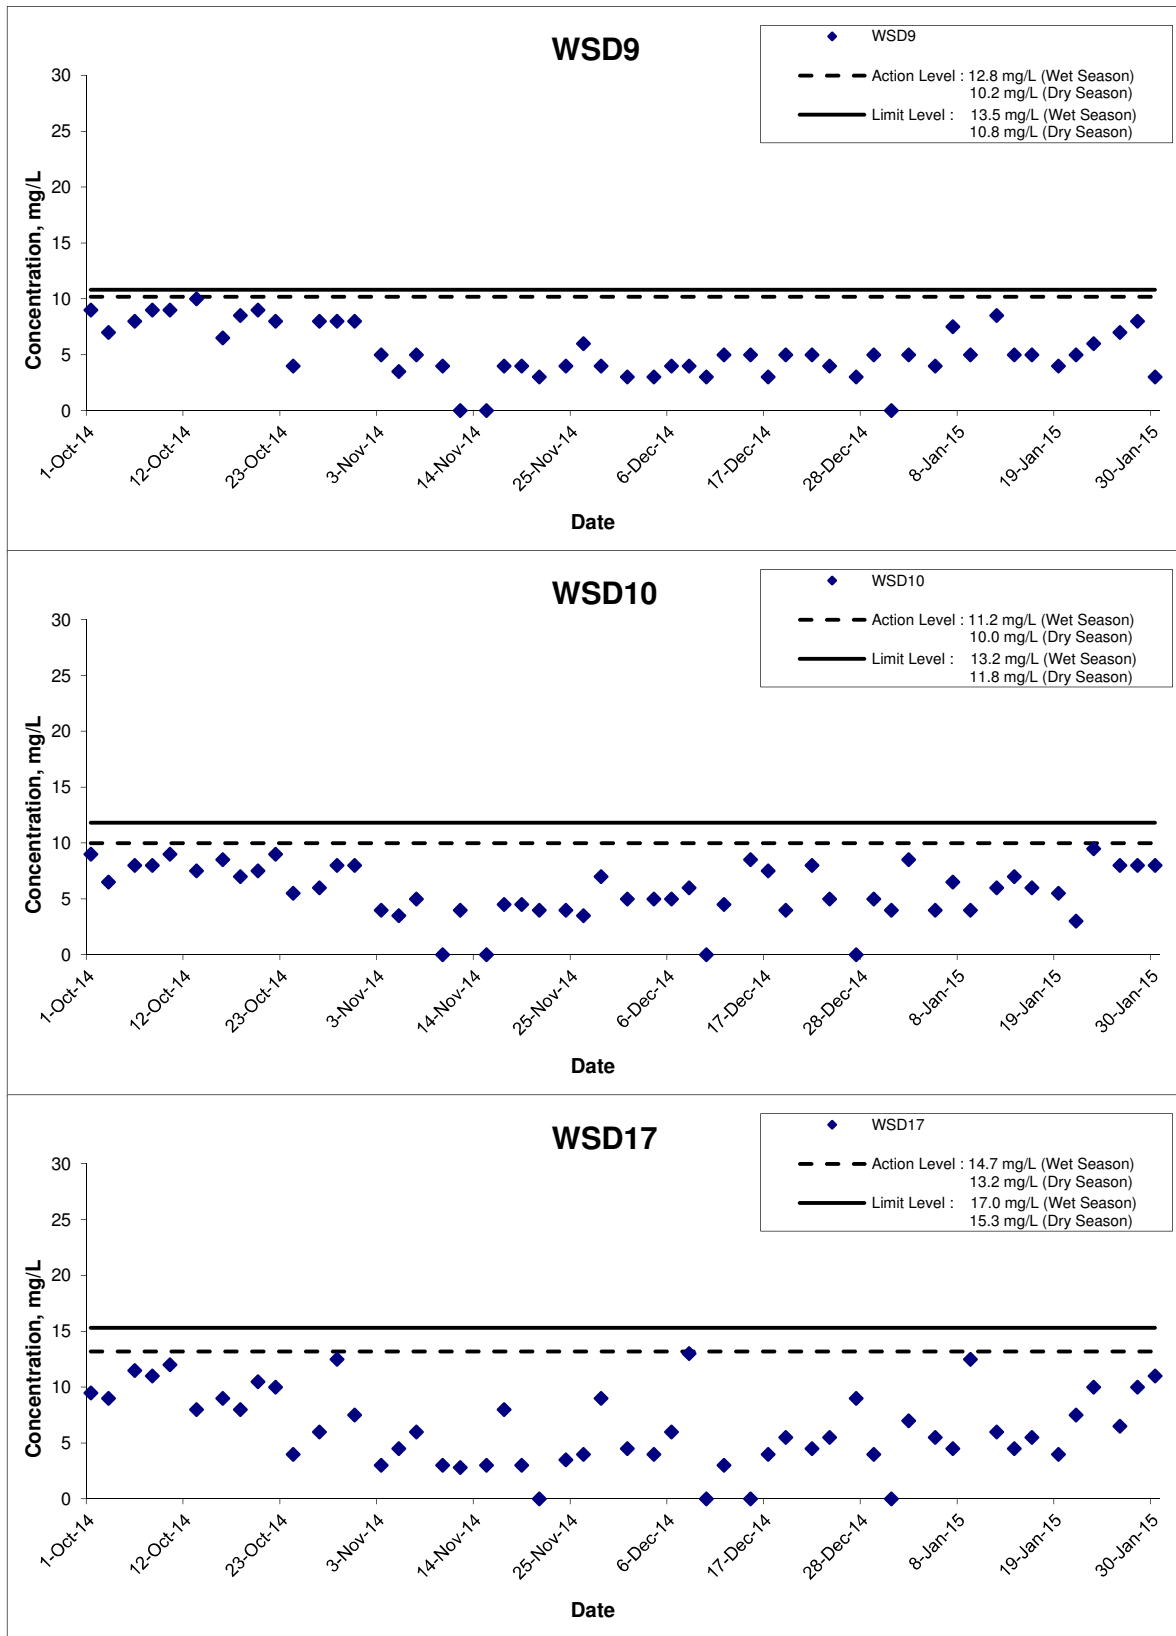 WSD9
WSD9
Action Level : 12.8 mg/L (Wet Season)
10.2 mg/L (Dry Season)
Limit Level : 13.5 mg/L (Wet Season)
10.8 mg/L (Dry Season)
30
25
20
15
10
5
0
Concentration, mg/L
1-Oct-14
12-Oct-14
23-Oct-14
3-Nov-14
14-Nov-14
25-Nov-14
6-Dec-14
17-Dec-14
28-Dec-14
8-Jan-15
19-Jan-15
30-Jan-15
Date
WSD10
WSD10
Action Level : 11.2 mg/L (Wet Season)
10.0 mg/L (Dry Season)
Limit Level : 13.2 mg/L (Wet Season)
11.8 mg/L (Dry Season)
30
25
20
15
10
5
0
Concentration, mg/L
1-Oct-14
12-Oct-14
23-Oct-14
3-Nov-14
14-Nov-14
25-Nov-14
6-Dec-14
17-Dec-14
28-Dec-14
8-Jan-15
19-Jan-15
30-Jan-15
Date
WSD17
WSD17
Action Level : 14.7 mg/L (Wet Season)
13.2 mg/L (Dry Season)
Limit Level : 17.0 mg/L (Wet Season)
15.3 mg/L (Dry Season)
30
25
20
15
10
5
0
Concentration, mg/L
1-Oct-14
12-Oct-14
23-Oct-14
3-Nov-14
14-Nov-14
25-Nov-14
6-Dec-14
17-Dec-14
28-Dec-14
8-Jan-15
19-Jan-15
30-Jan-15
Date